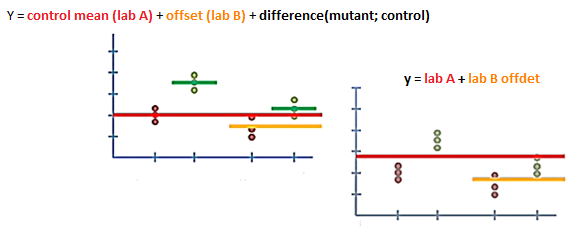 Y = control mean (lab A) + offset (lab B) + difference(mutant; control)
y = lab A + lab B offdet